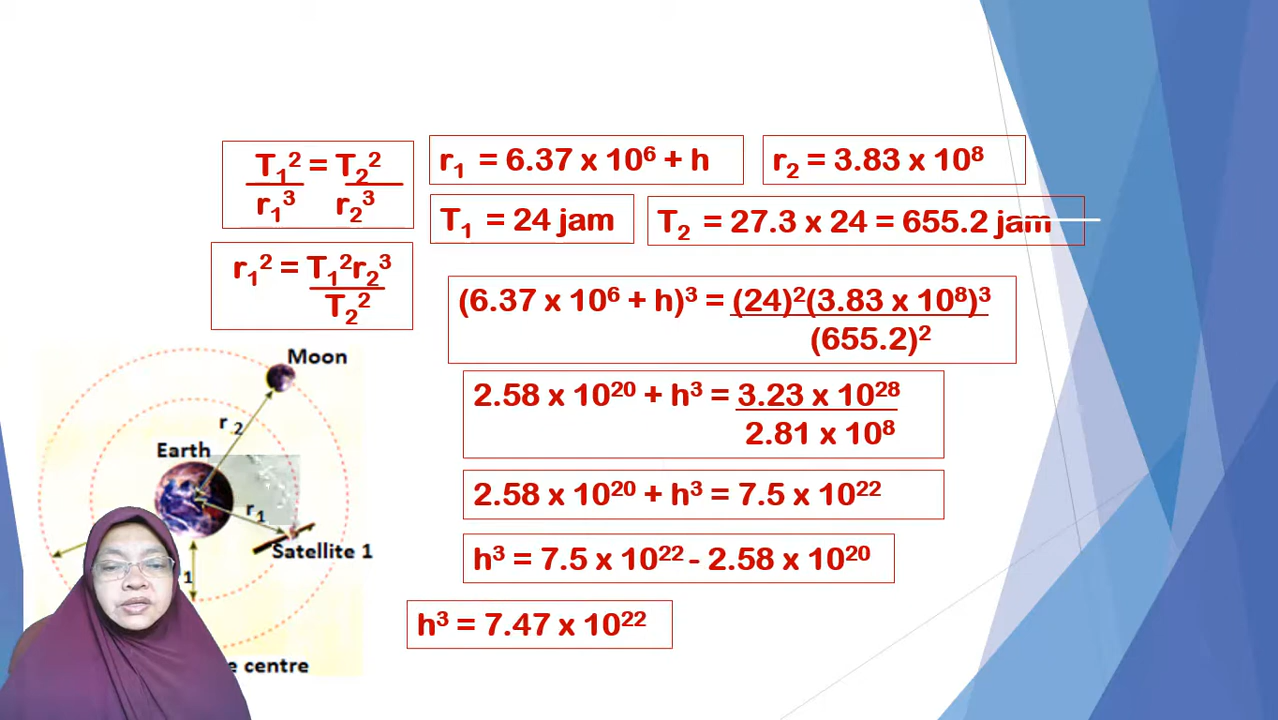 T₁² = T₂²
r₁³ r₂³
r₁ = 6.37 x 10⁶ + h
r₂ = 3.83 x 10⁸
T₁ = 24 jam
T₂ = 27.3 x 24 = 655.2 jam
r₁² = T₁²r₂³
T₂²
(6.37 x 10⁶ + h)³ = (24)²(3.83 x 10⁸)³
(655.2)²
2.58 x 10²⁰ + h³ = 3.23 x 10²⁸
2.81 x 10⁸
2.58 x 10²⁰ + h³ = 7.5 x 10²²
h³ = 7.5 x 10²² - 2.58 x 10²⁰
h³ = 7.47 x 10²²
Moon
r₂
Earth
r₁
Satellite 1
1
centre